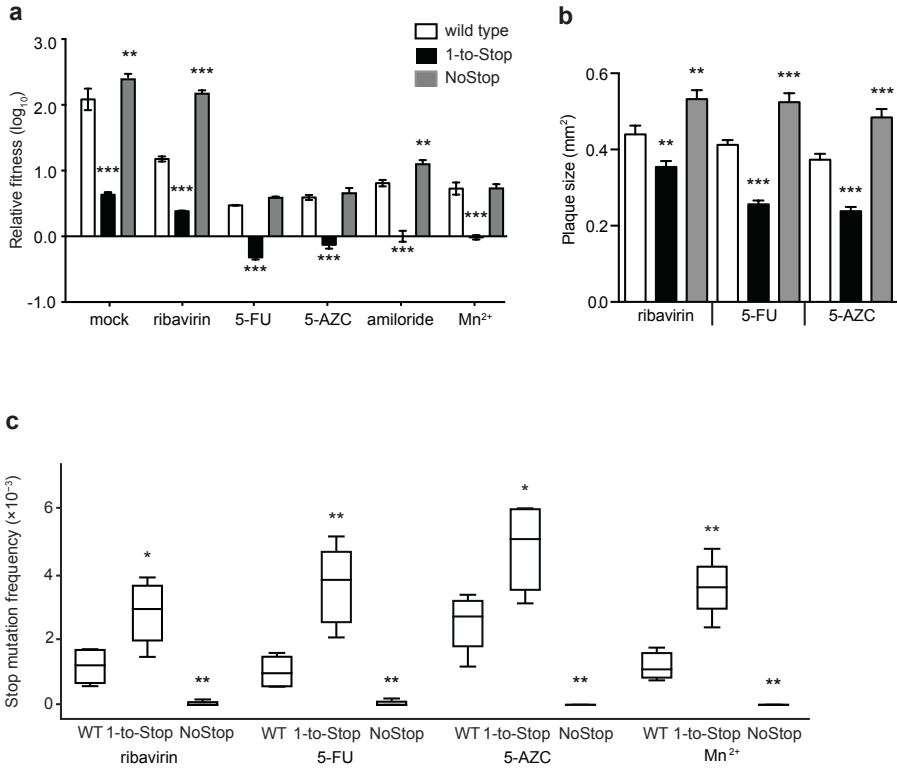 a
Relative fitness (log10)
3.0
2.0
1.0
0.0
-1.0
** *** *** *** *** *** ** *** ***
mock ribavirin 5-FU 5-AZC amiloride Mn2+
wild type
1-to-Stop
NoStop
b
Plaque size (mm2)
0.6
0.4
0.2
0.0
** ** *** *** *** ***
ribavirin 5-FU 5-AZC
c
Stop mutation frequency (×10−3)
6
4
2
0
* ** ** ** * ** ** **
WT 1-to-Stop NoStop WT 1-to-Stop NoStop WT 1-to-Stop NoStop WT 1-to-Stop NoStop
ribavirin 5-FU 5-AZC Mn2+